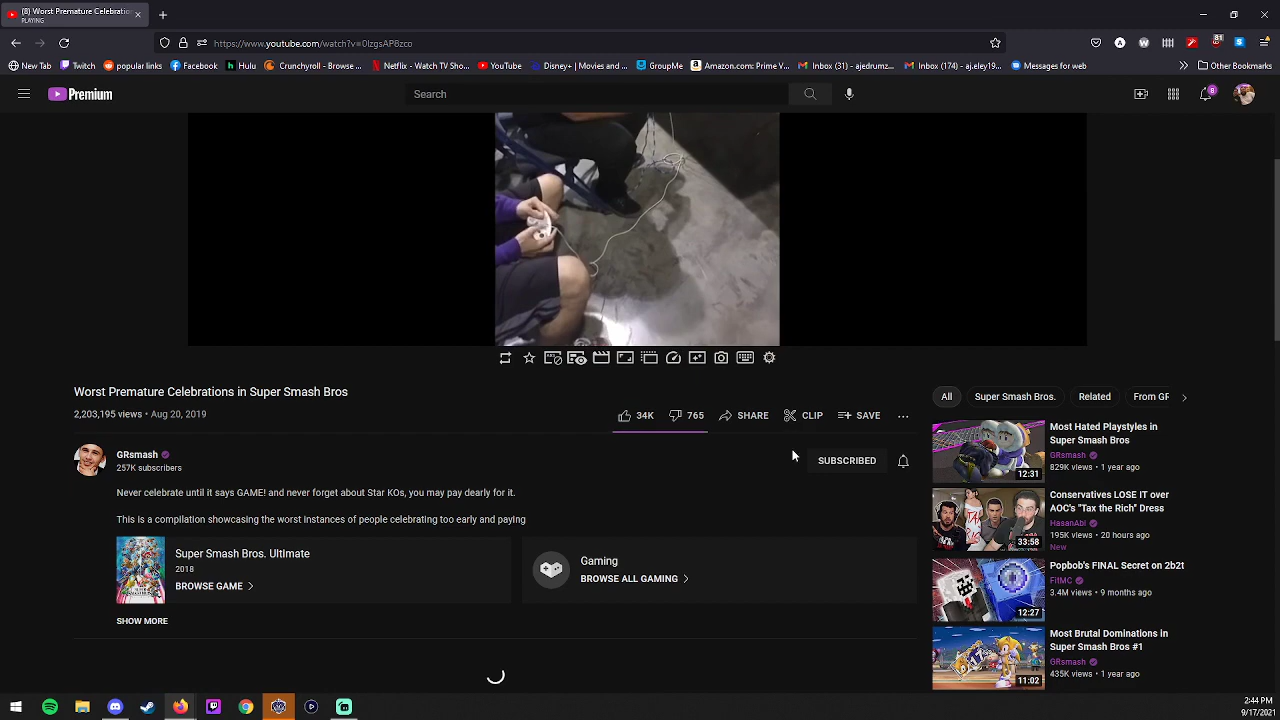 [8] Worst Premature Celebration
PLAYING
https://www.youtube.com/watch?v=0IzgsAP8zco
81
New Tab
Twitch
popular links
Facebook
Hulu
Crunchyroll - Browse ...
Netflix - Watch TV Sho...
YouTube
Disney+ | Movies and ...
GroupMe
Amazon.com: Prime V...
Inbox (31) - ajedrumz...
Inbox (174) - aj.eley19...
Messages for web
Other Bookmarks
Premium
Search
8
Worst Premature Celebrations in Super Smash Bros
2,203,195 views • Aug 20, 2019
34K
765
SHARE
CLIP
SAVE
GRsmash
257K subscribers
SUBSCRIBED
Never celebrate until it says GAME! and never forget about Star KOs, you may pay dearly for it.
This is a compilation showcasing the worst instances of people celebrating too early and paying
Super Smash Bros. Ultimate
2018
BROWSE GAME
Gaming
BROWSE ALL GAMING
SHOW MORE
All
Super Smash Bros.
Related
From GR
12:31
Most Hated Playstyles in
Super Smash Bros
GRsmash
829K views • 1 year ago
33:58
Conservatives LOSE IT over
AOC's "Tax the Rich" Dress
HasanAbi
195K views • 20 hours ago
New
12:27
Popbob's FINAL Secret on 2b2t
FitMC
3.4M views • 9 months ago
11:02
Most Brutal Dominations in
Super Smash Bros #1
GRsmash
435K views • 1 year ago
2:44 PM
9/17/2021